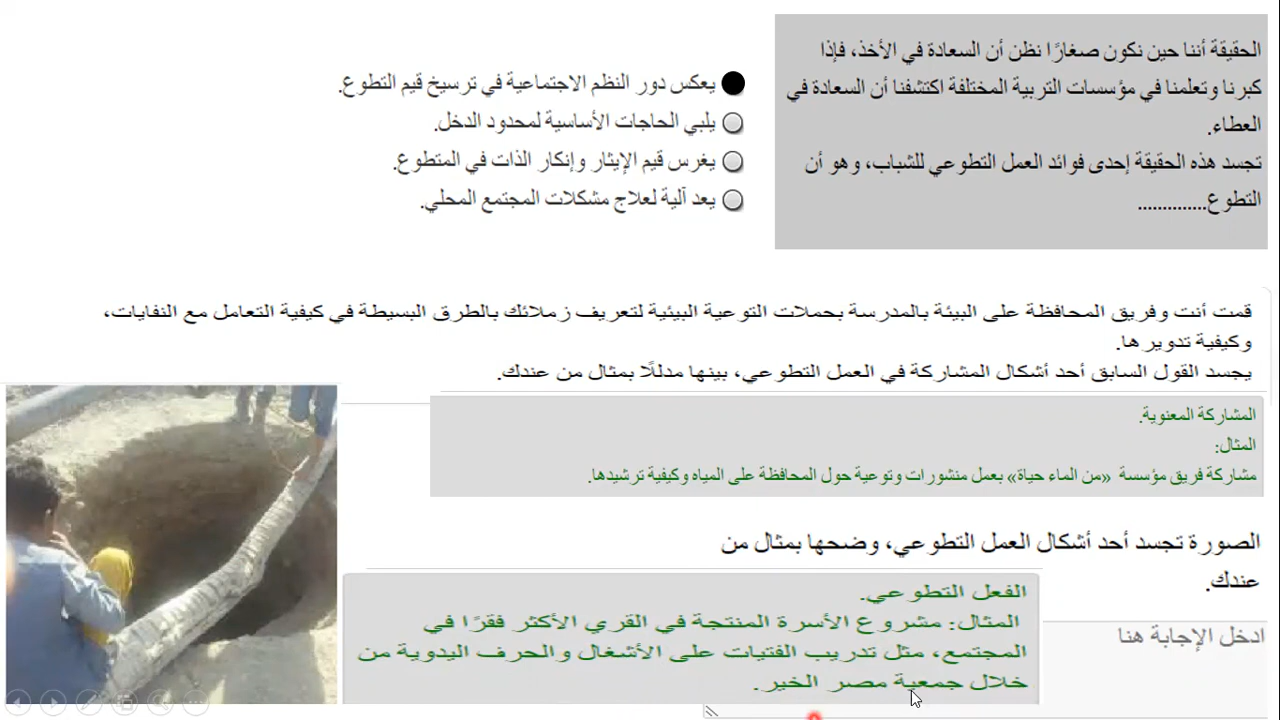 الحقيقة أننا حين نكون صغارًا نظن أن السعادة في الأخذ، فإذا
كبرنا وتعلمنا في مؤسسات التربية المختلفة اكتشفنا أن السعادة في
العطاء.
تجسد هذه الحقيقة إحدى فوائد العمل التطوعي للشباب، وهو أن
التطوع..............
يعكس دور النظم الاجتماعية في ترسيخ قيم التطوع.
يلبي الحاجات الأساسية لمحدود الدخل.
يغرس قيم الإيثار وإنكار الذات في المتطوع.
يعد آلية لعلاج مشكلات المجتمع المحلي.
قمت أنت وفريق المحافظة على البيئة بالمدرسة بحملات التوعية البيئية لتعريف زملائك بالطرق البسيطة في كيفية التعامل مع النفايات،
وكيفية تدويرها.
يجسد القول السابق أحد أشكال المشاركة في العمل التطوعي، بينها مدللًا بمثال من عندك.
المشاركة المعنوية.
المثال:
مشاركة فريق مؤسسة «من الماء حياة» بعمل منشورات وتوعية حول المحافظة على المياه وكيفية ترشيدها.
الصورة تجسد أحد أشكال العمل التطوعي، وضحها بمثال من
عندك.
ادخل الإجابة هنا
الفعل التطوعي.
المثال: مشروع الأسرة المنتجة في القري الأكثر فقرًا في
المجتمع، مثل تدريب الفتيات على الأشغال والحرف اليدوية من
خلال جمعية مصر الخير.